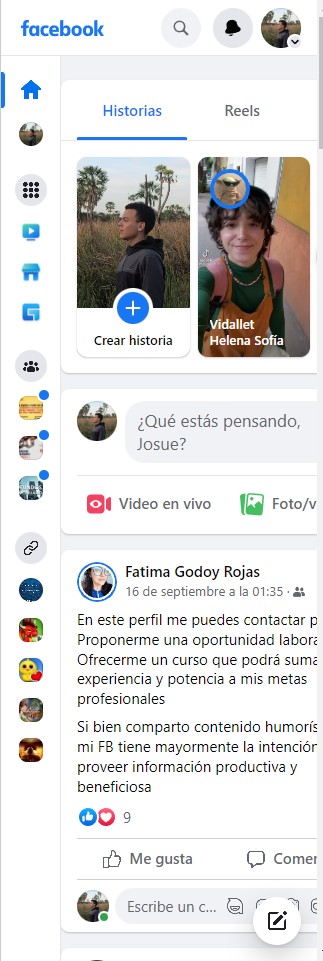 facebook
Historias
Reels
Crear historia
Vidallet
Helena Sofía
¿Qué estás pensando,
Josue?
Video en vivo
Foto/v
Fatima Godoy Rojas
16 de septiembre a la 01:35 ·
En este perfil me puedes contactar p
Proponerme una oportunidad labora
Ofrecerme un curso que podrá suma
experiencia y potencia a mis metas
profesionales
Si bien comparto contenido humorís
mi FB tiene mayormente la intención
proveer información productiva y
beneficiosa
9
Me gusta
Comer
Escribe un c...